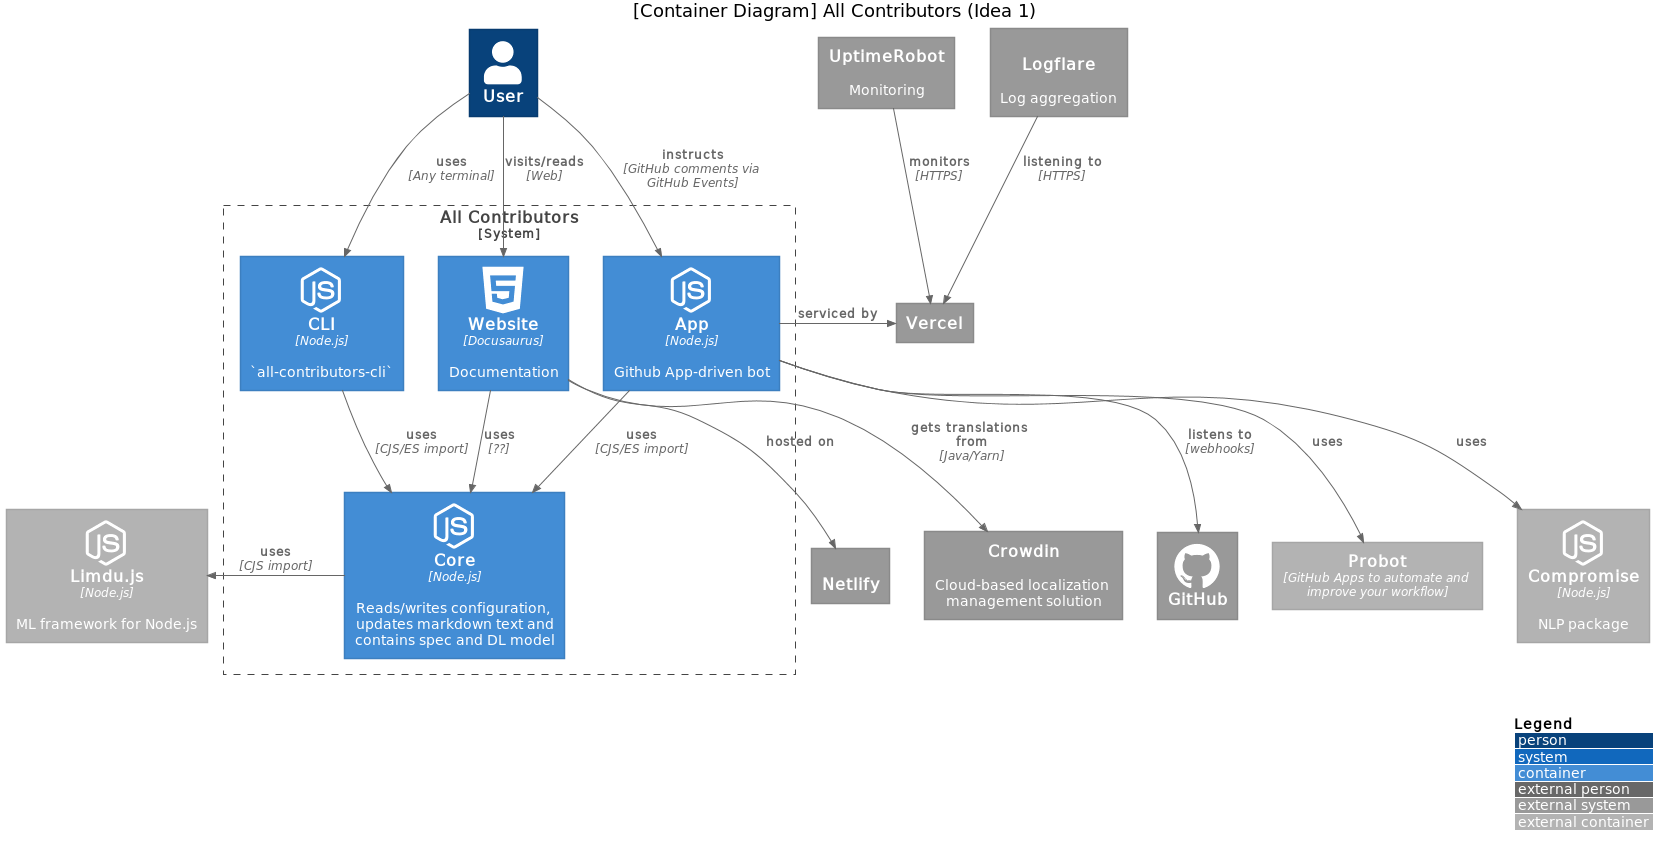 [Container Diagram] All Contributors (Idea 1)
User
UptimeRobot
Monitoring
Logflare
Log aggregation
uses
[Any terminal]
visits/reads
[Web]
instructs
[GitHub comments via
GitHub Events]
monitors
[HTTPS]
listening to
[HTTPS]
All Contributors
[System]
JS
CLI
[Node.js]
`all-contributors-cli`
5
Website
[Docusaurus]
Documentation
JS
App
[Node.js]
Github App-driven bot
serviced by
Vercel
uses
[CJS/ES import]
uses
[??]
uses
[CJS/ES import]
hosted on
gets translations
from
[Java/Yarn]
listens to
[webhooks]
uses
uses
JS
Limdu.js
[Node.js]
ML framework for Node.js
uses
[CJS import]
JS
Core
[Node.js]
Reads/writes configuration,
updates markdown text and
contains spec and DL model
Netlify
Crowdin
Cloud-based localization
management solution
GitHub
Probot
[GitHub Apps to automate and
improve your workflow]
JS
Compromise
[Node.js]
NLP package
Legend
person
system
container
external person
external system
external container